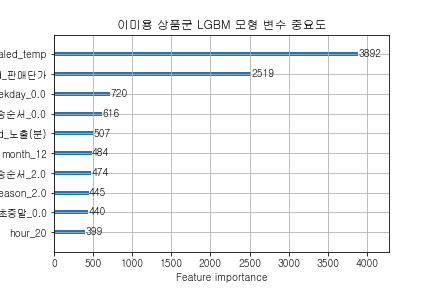 이미용 상품군 LGBM 모형 변수 중요도
aled_temp 3892
d_판매단가 2519
ekday_0.0 720
송순서_0.0 616
d_노출(분) 507
month_12 484
송순서_2.0 474
eason_2.0 445
초중말_0.0 440
hour_20 399
0 500 1000 1500 2000 2500 3000 3500 4000
Feature importance